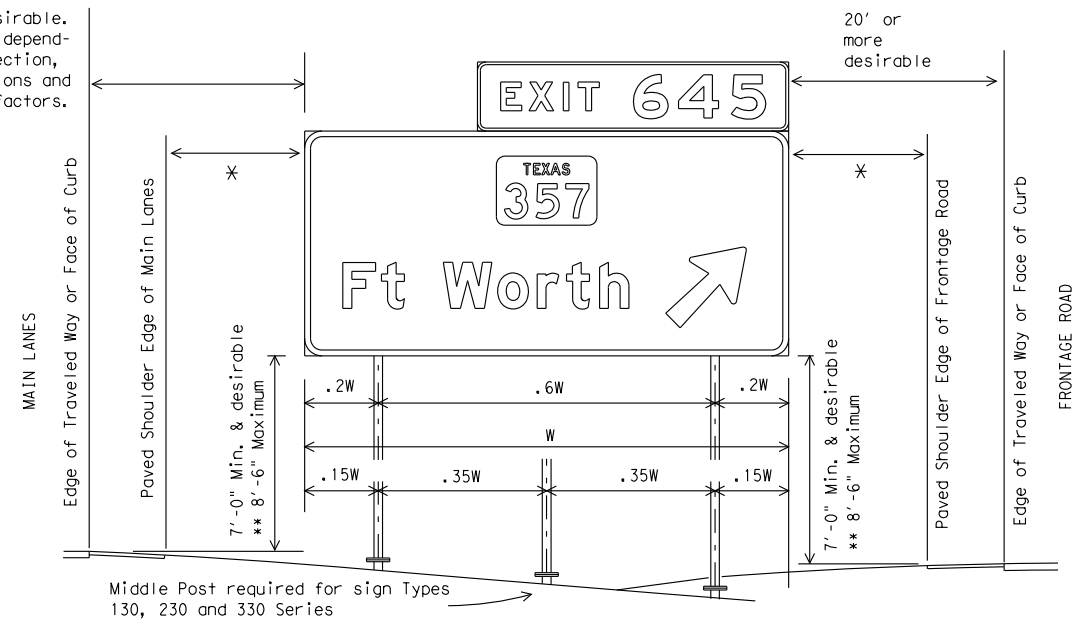 sirable.
depend-
ection,
ions and
factors.
20' or
more
desirable
EXIT 645
TEXAS
357
Ft Worth
*
*
MAIN LANES
Edge of Traveled Way or Face of Curb
Paved Shoulder Edge of Main Lanes
7'-0" Min. & desirable
** 8'-6" Maximum
.2W
.6W
.2W
W
.15W
.35W
.35W
.15W
7'-0" Min. & desirable
** 8'-6" Maximum
Paved Shoulder Edge of Frontage Road
Edge of Traveled Way or Face of Curb
FRONTAGE ROAD
Middle Post required for sign Types
130, 230 and 330 Series